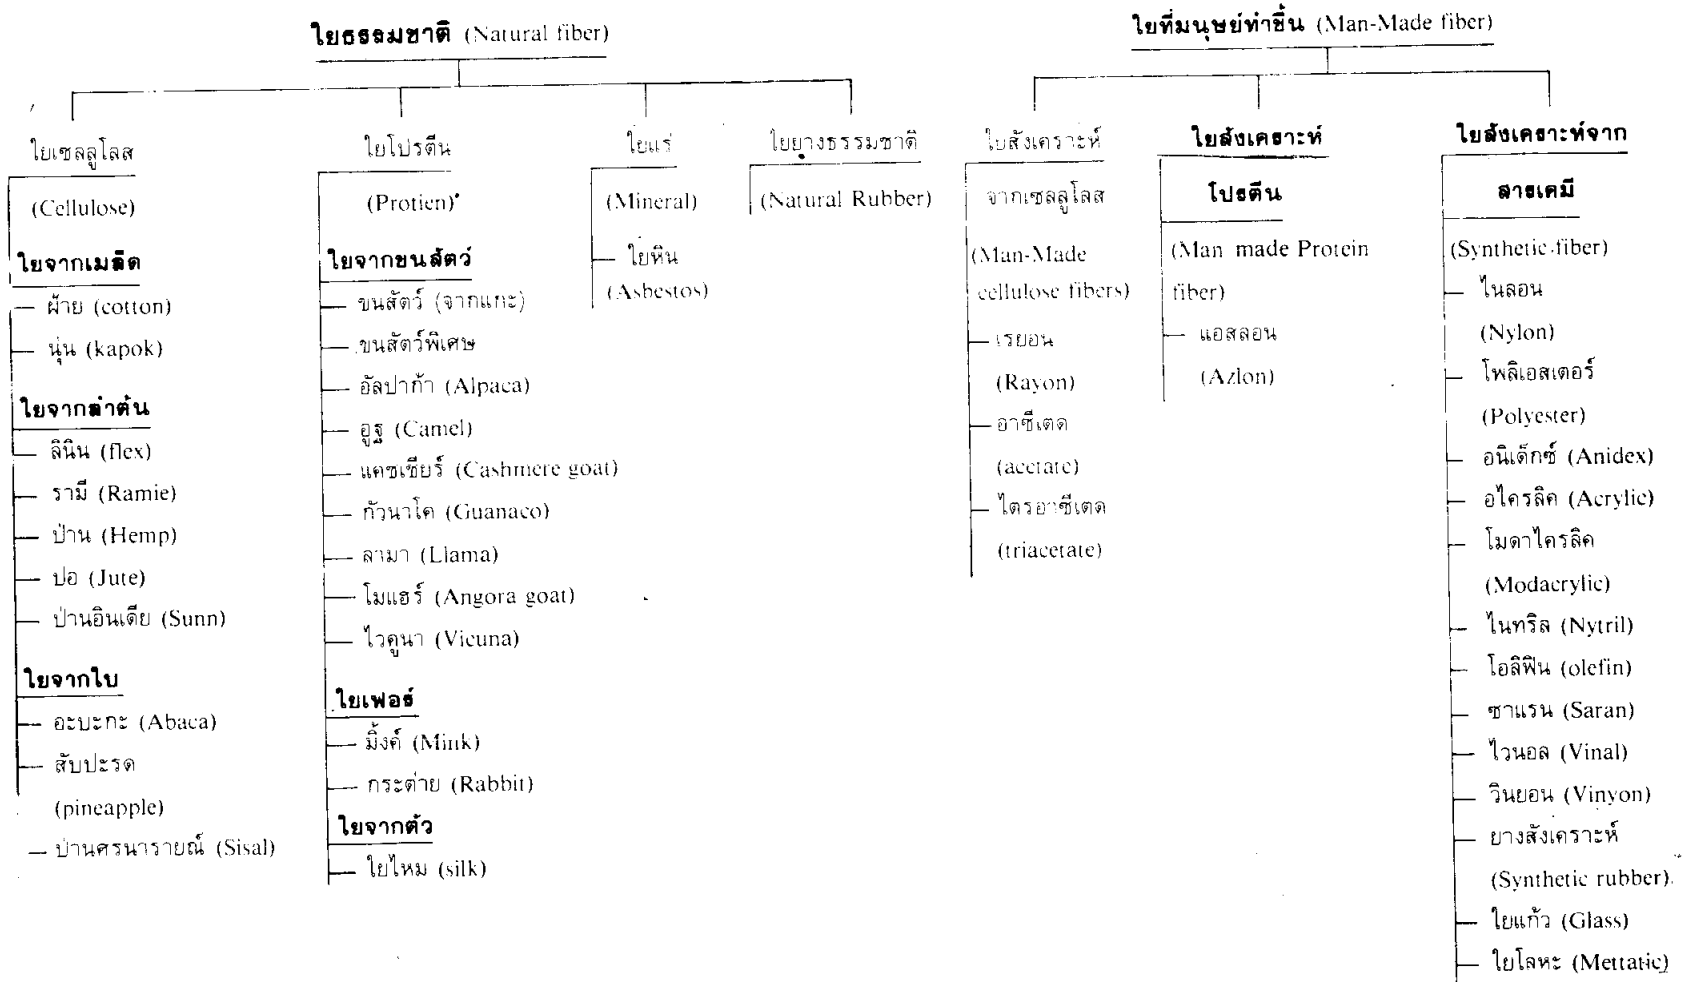 ใยธรรมชาติ (Natural fiber)
ใยเซลลูโลส
(Cellulose)
ใยจากเมล็ด
ฝ้าย (cotton)
นุ่น (kapok)
ใยจากลำต้น
ลินิน (flex)
รามี (Ramie)
ป่าน (Hemp)
ปอ (Jute)
ป่านอินเดีย (Sunn)
ใยจากใบ
อะบะกะ (Abaca)
สับปะรด
(pineapple)
ป่านศรนารายณ์ (Sisal)
ใยโปรตีน
(Protien)
ใยจากขนสัตว์
ขนสัตว์ (จากแกะ)
ขนสัตว์พิเศษ
อัลปาก้า (Alpaca)
อูฐ (Camel)
แคชเชียร์ (Cashmere goat)
กัวนาโค (Guanaco)
ลามา (Llama)
โมแฮร์ (Angora goat)
ไวคูนา (Vicuna)
ใยเฟอร์
มิ้งค์ (Mink)
กระต่าย (Rabbit)
ใยจากตัว
ใยไหม (silk)
ใยแร่
(Mineral)
ใยหิน
(Asbestos)
ใยยางธรรมชาติ
(Natural Rubber)
ใยที่มนุษย์ทำขึ้น (Man-Made fiber)
ใยสังเคราะห์
จากเซลลูโลส
(Man-Made
cellulose fibers)
เรยอน
(Rayon)
อาซีเตด
(acetate)
ไตรอาซีเตด
(triacetate)
ใยสังเคราะห์
โปรตีน
(Man made Protein
fiber)
แอสลอน
(Azlon)
ใยสังเคราะห์จาก
สารเคมี
(Synthetic fiber)
ไนลอน
(Nylon)
โพลิเอสเตอร์
(Polyester)
อนิเด็กซ์ (Anidex)
อไครลิค (Acrylic)
โมดาไครลิค
(Modacrylic)
ไนทริล (Nytril)
โอลิฟิน (olefin)
ซาแรน (Saran)
ไวนอล (Vinal)
วินยอน (Vinyon)
ยางสังเคราะห์
(Synthetic rubber)
ใยแก้ว (Glass)
ใยโลหะ (Mettatic)